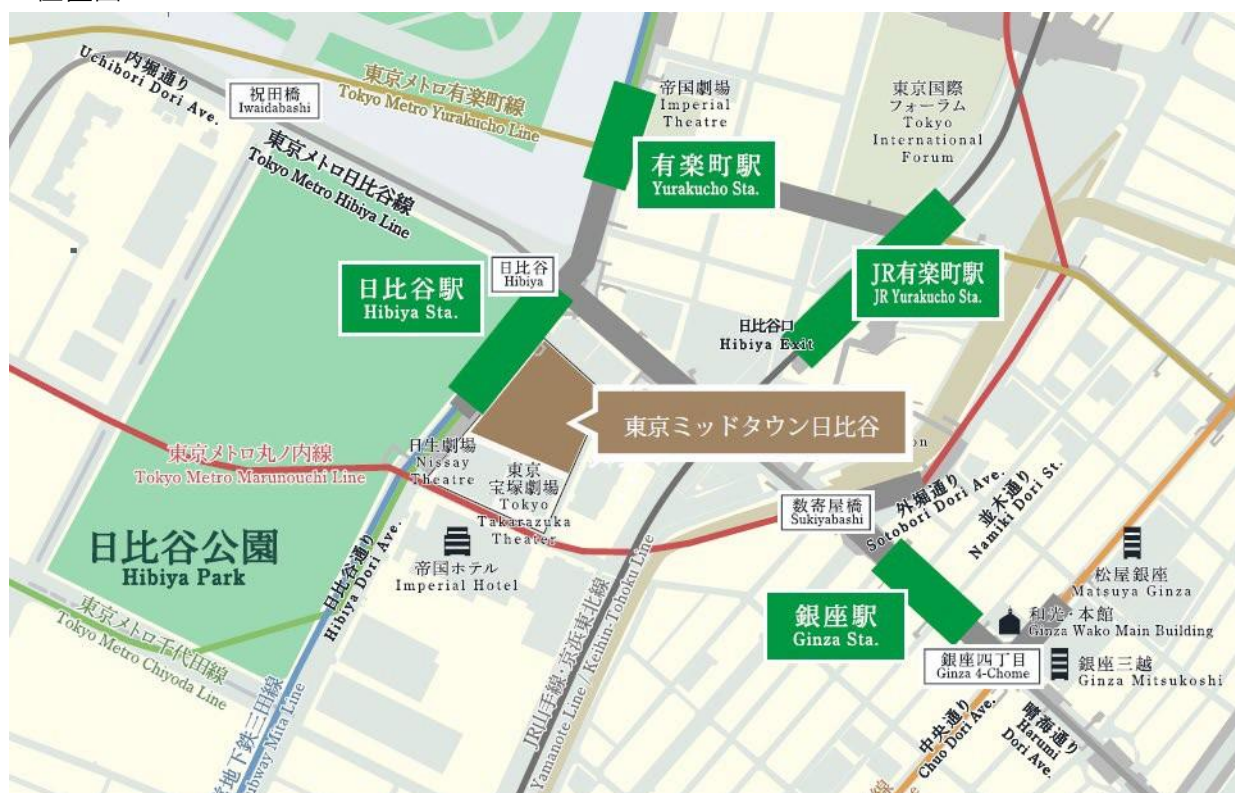 内堀通り
Uchibori Dori Ave.
祝田橋
Iwaidabashi
東京メトロ有楽町線
Tokyo Metro Yurakucho Line
東京メトロ日比谷線
Tokyo Metro Hibiya Line
帝国劇場
Imperial
Theatre
東京国際
フォーラム
Tokyo
International
Forum
有楽町駅
Yurakucho Sta.
日比谷駅
Hibiya Sta.
日比谷
Hibiya
JR有楽町駅
JR Yurakucho Sta.
日比谷口
Hibiya Exit
東京ミッドタウン日比谷
東京メトロ丸ノ内線
Tokyo Metro Marunouchi Line
日生劇場
Nissay
Theatre
東京
宝塚劇場
Tokyo
Takarazuka
Theater
数寄屋橋
Sukiyabashi
外堀通り
Sotobori Dori Ave.
並木通り
Namiki Dori St.
日比谷公園
Hibiya Park
日比谷通り
Hibiya Dori Ave.
帝国ホテル
Imperial Hotel
松屋銀座
Matsuya Ginza
銀座駅
Ginza Sta.
和光・本館
Ginza Wako Main Building
銀座四丁目
Ginza 4-Chome
銀座三越
Ginza Mitsukoshi
東京メトロ千代田線
Tokyo Metro Chiyoda Line
地下鉄三田線
Mita Line
JR山手線・京浜東北線
Yamanote Line / Keihin-Tohoku Line
中央通り
Chuo Dori Ave.
晴海通り
Harumi
Dori Ave.